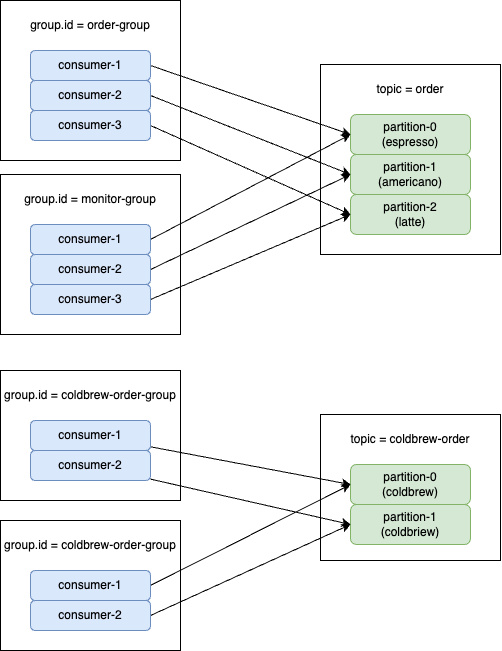 group.id = order-group
consumer-1
consumer-2
consumer-3
topic = order
partition-0
(espresso)
partition-1
(americano)
partition-2
(latte)
group.id = monitor-group
consumer-1
consumer-2
consumer-3
group.id = coldbrew-order-group
consumer-1
consumer-2
topic = coldbrew-order
partition-0
(coldbrew)
partition-1
(coldbriew)
group.id = coldbrew-order-group
consumer-1
consumer-2